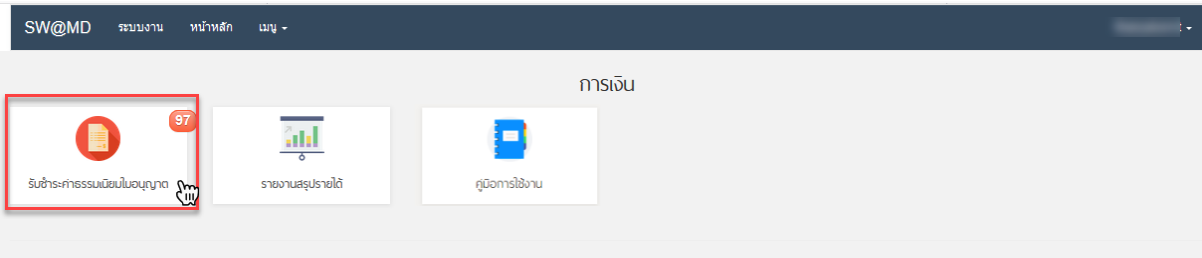 SW@MD ระบบงาน หน้าหลัก เมนู
การเงิน
97
รับชำระค่าธรรมเนียมใบอนุญาต รายงานสรุปรายได้ คู่มือการใช้งาน